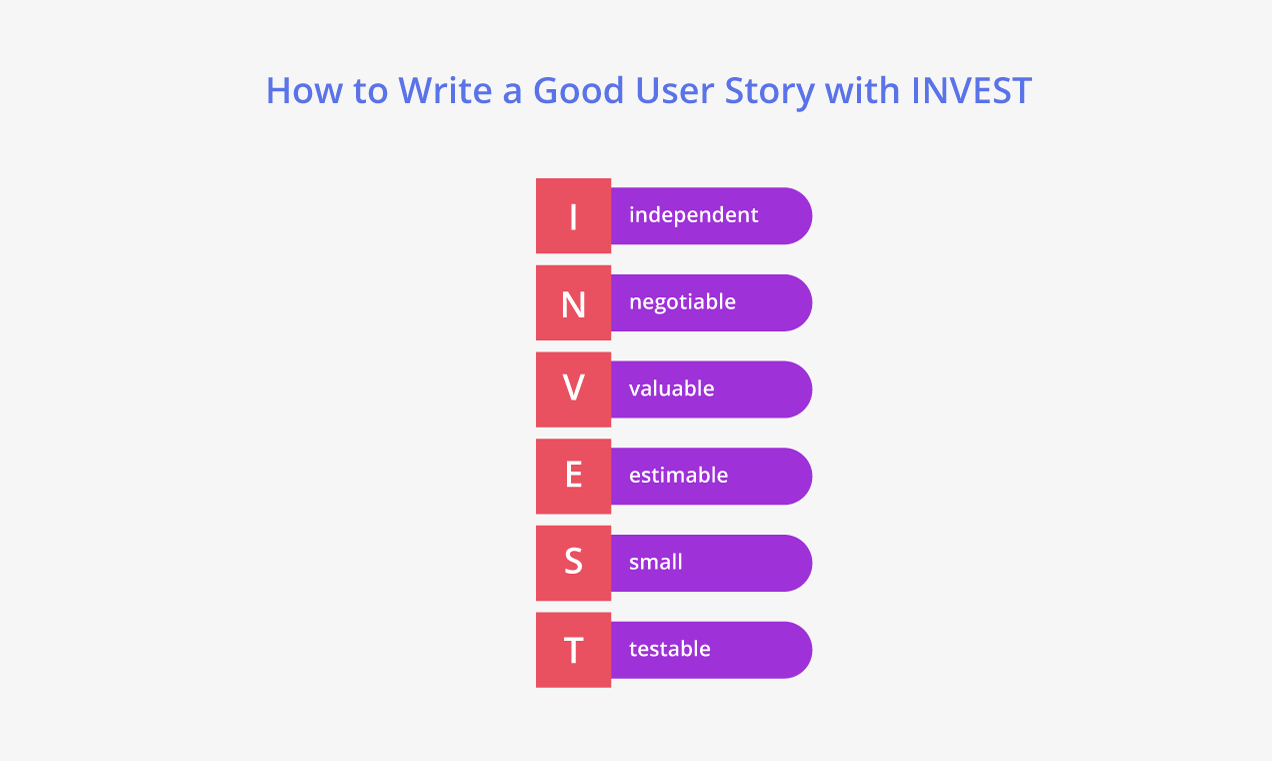 How to Write a Good User Story with INVEST
I independent
N negotiable
V valuable
E estimable
S small
T testable